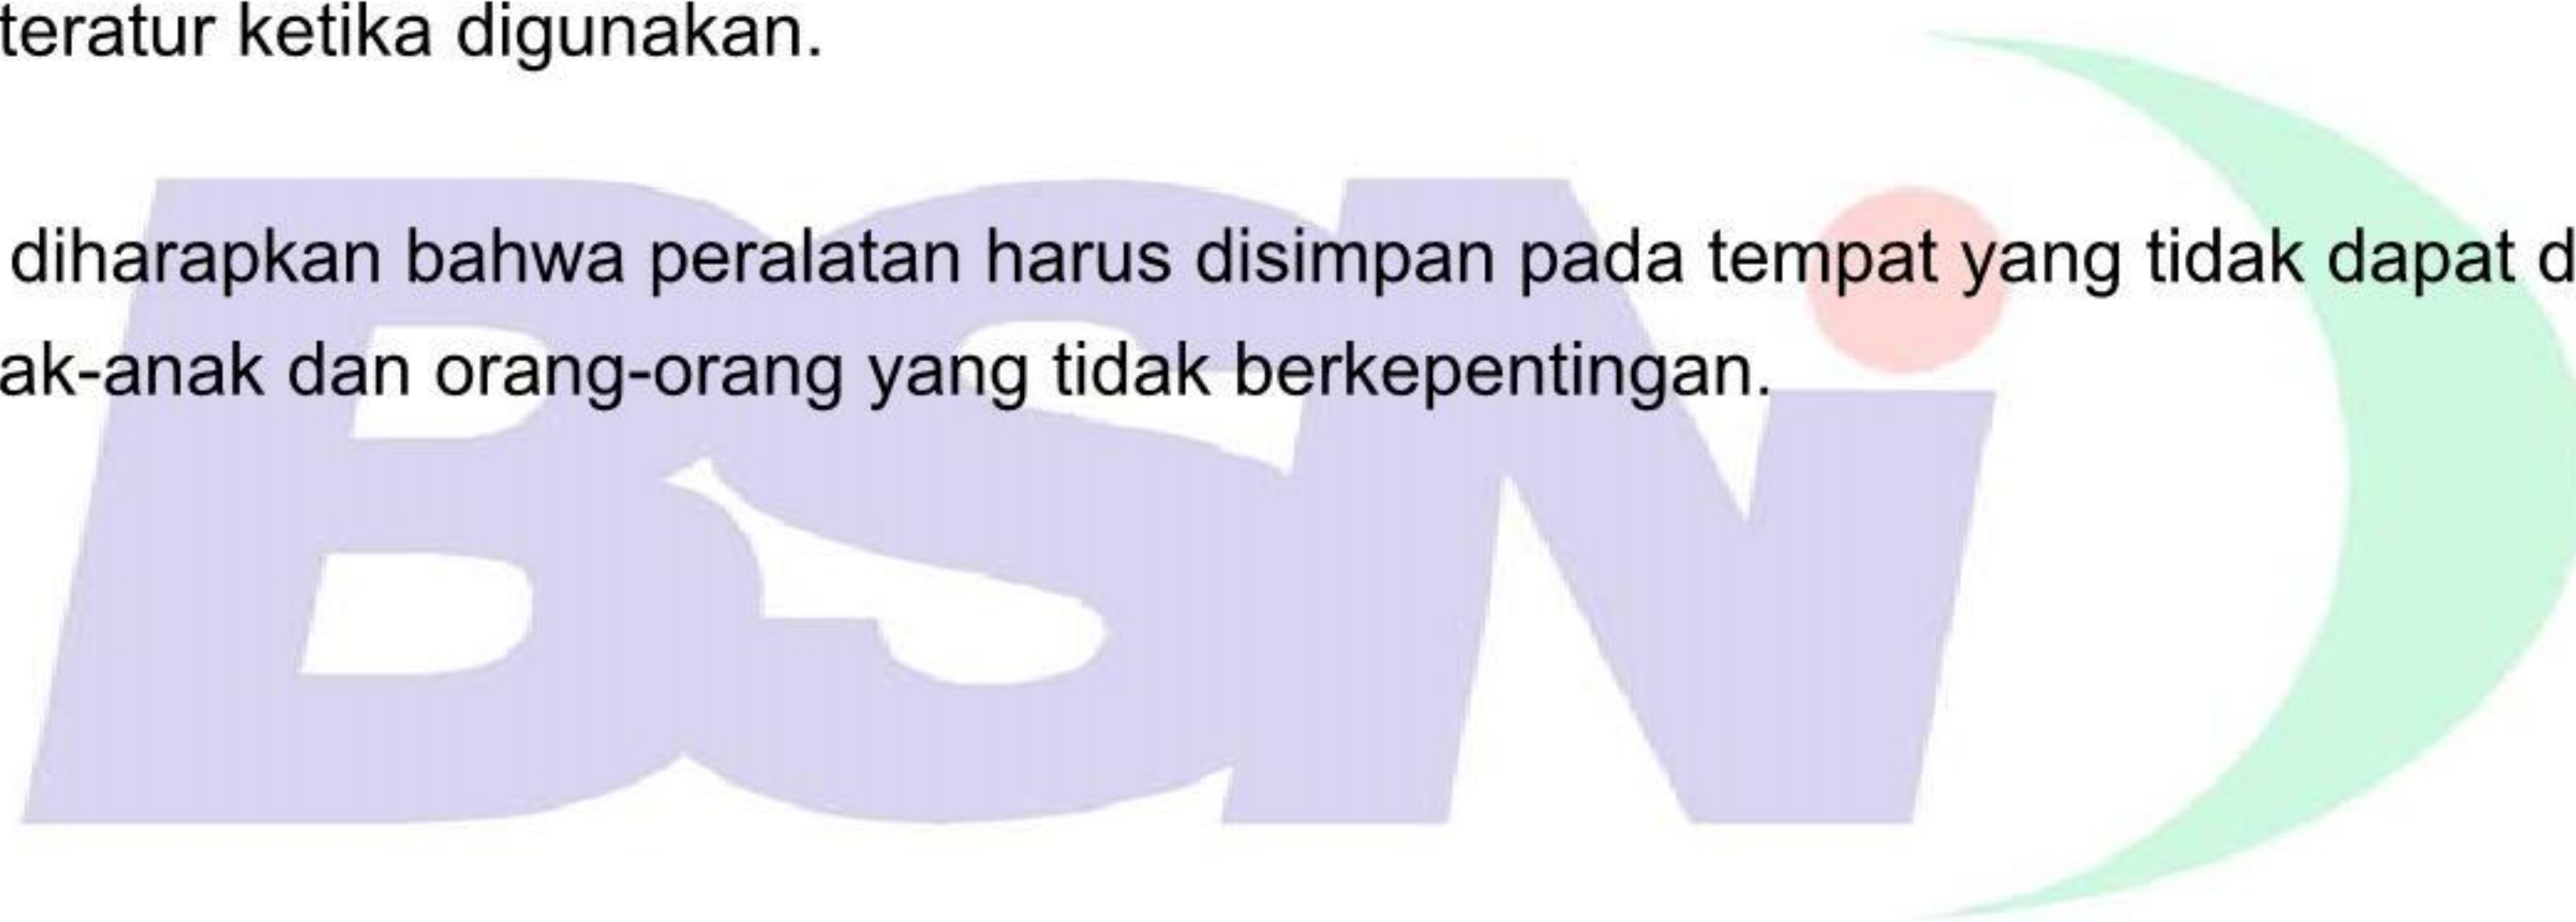 teratur ketika digunakan.
diharapkan bahwa peralatan harus disimpan pada tempat yang tidak dapat d
ak-anak dan orang-orang yang tidak berkepentingan.
BSN